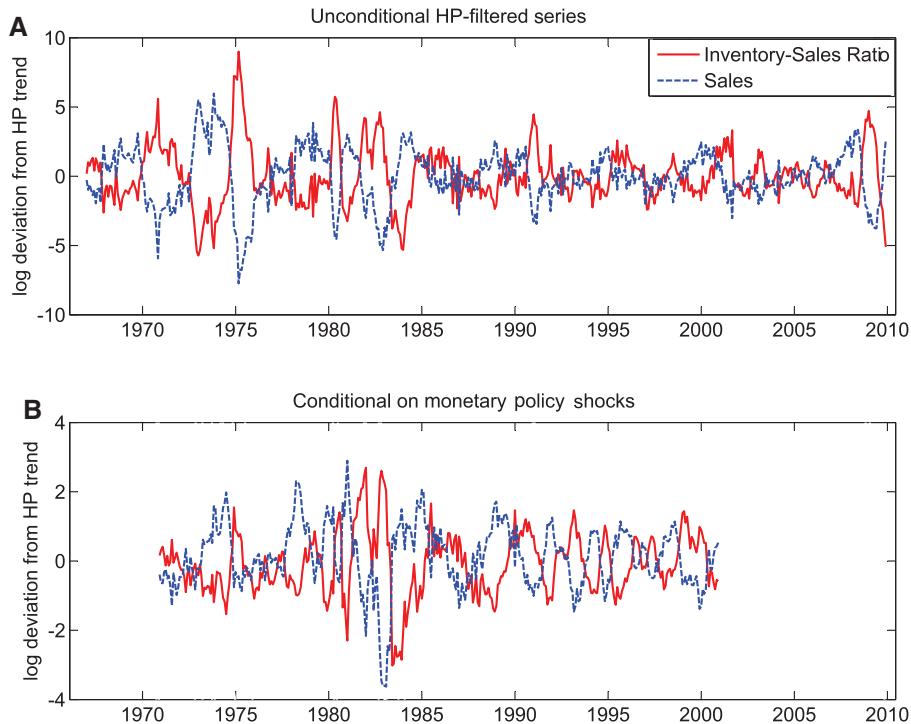 A
Unconditional HP-filtered series
log deviation from HP trend
10
5
0
-5
-10
Inventory-Sales Ratio
Sales
1970 1975 1980 1985 1990 1995 2000 2005 2010
B
Conditional on monetary policy shocks
log deviation from HP trend
4
2
0
-2
-4
1970 1975 1980 1985 1990 1995 2000 2005 2010